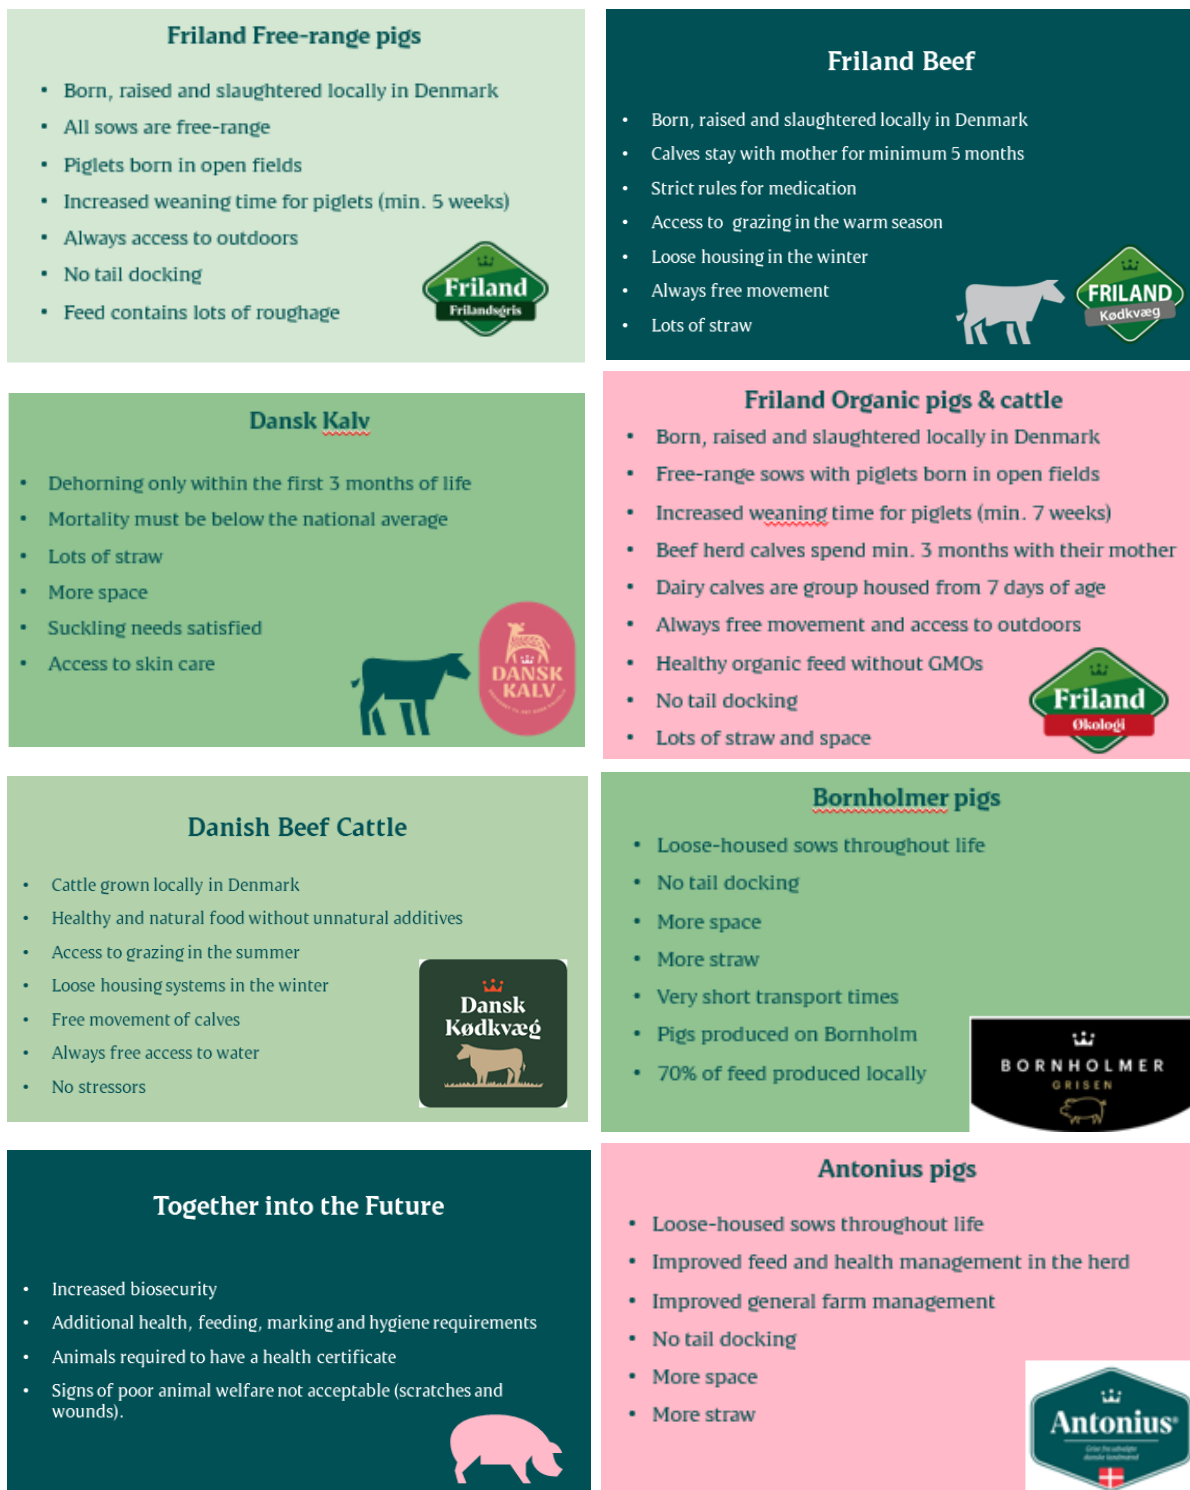 Friland Free-range pigs
• Born, raised and slaughtered locally in Denmark
• All sows are free-range
• Piglets born in open fields
• Increased weaning time for piglets (min. 5 weeks)
• Always access to outdoors
• No tail docking
• Feed contains lots of roughage
Friland
Frilandsgris
Friland Beef
• Born, raised and slaughtered locally in Denmark
• Calves stay with mother for minimum 5 months
• Strict rules for medication
• Access to grazing in the warm season
• Loose housing in the winter
• Always free movement
• Lots of straw
FRILAND
Kødkvæg
Dansk Kalv
• Dehorning only within the first 3 months of life
• Mortality must be below the national average
• Lots of straw
• More space
• Suckling needs satisfied
• Access to skin care
DANSK
KALV
Friland Organic pigs & cattle
• Born, raised and slaughtered locally in Denmark
• Free-range sows with piglets born in open fields
• Increased weaning time for piglets (min. 7 weeks)
• Beef herd calves spend min. 3 months with their mother
• Dairy calves are group housed from 7 days of age
• Always free movement and access to outdoors
• Healthy organic feed without GMOs
• No tail docking
• Lots of straw and space
Friland
Økologi
Danish Beef Cattle
• Cattle grown locally in Denmark
• Healthy and natural food without unnatural additives
• Access to grazing in the summer
• Loose housing systems in the winter
• Free movement of calves
• Always free access to water
• No stressors
Dansk
Kødkvæg
Bornholmer pigs
• Loose-housed sows throughout life
• No tail docking
• More space
• More straw
• Very short transport times
• Pigs produced on Bornholm
• 70% of feed produced locally
BORNHOLMER
GRISEN
Together into the Future
• Increased biosecurity
• Additional health, feeding, marking and hygiene requirements
• Animals required to have a health certificate
• Signs of poor animal welfare not acceptable (scratches and
wounds).
Antonius pigs
• Loose-housed sows throughout life
• Improved feed and health management in the herd
• Improved general farm management
• No tail docking
• More space
• More straw
Antonius®